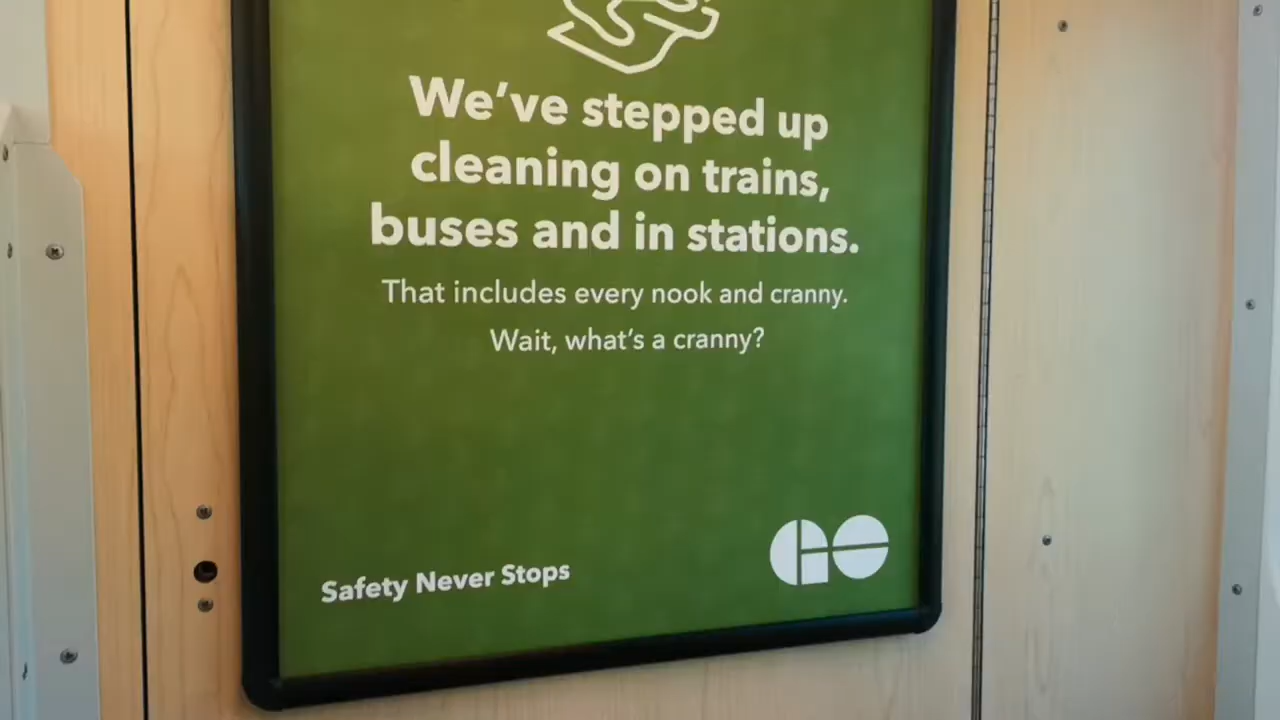 We've stepped up
cleaning on trains,
buses and in stations.
That includes every nook and cranny.
Wait, what's a cranny?
Safety Never Stops
GO